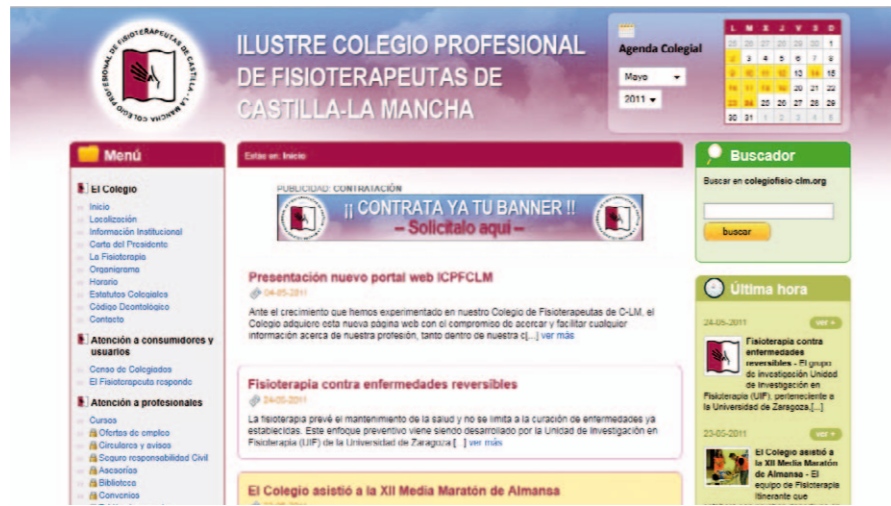 COLEGIO PROFESIONAL DE FISIOTERAPEUTAS DE CASTILLA-LA MANCHA
ILUSTRE COLEGIO PROFESIONAL
DE FISIOTERAPEUTAS DE
CASTILLA-LA MANCHA
Agenda Colegial
Mayo
2011
L M X J V S D
25 26 27 28 29 30 1
2 3 4 5 6 7 8
9 10 11 12 13 14 15
16 17 18 19 20 21 22
23 24 25 26 27 28 29
30 31 1 2 3 4 5
Menú
El Colegio
Inicio
Localización
Información Institucional
Carta del Presidente
La Fisioterapia
Organigrama
Horario
Estatutos Colegiales
Código Deontológico
Contacto
Atención a consumidores y
usuarios
Censo de Colegiados
El Fisioterapeuta responde
Atención a profesionales
Cursos
Ofertas de empleo
Circulares y avisos
Seguro responsabilidad Civil
Asesorías
Biblioteca
Convenios
Estás en: Inicio
PUBLICIDAD: CONTRATACIÓN
¡¡ CONTRATA YA TU BANNER !!
– Solicítalo aquí –
Presentación nuevo portal web ICPFCLM
04-05-2011
Ante el crecimiento que hemos experimentado en nuestro Colegio de Fisioterapeutas de C-LM, el
Colegio adquiere esta nueva página web con el compromiso de acercar y facilitar cualquier
información acerca de nuestra profesión, tanto dentro de nuestra c[...] ver más
Fisioterapia contra enfermedades reversibles
24-05-2011
La fisioterapia prevé el mantenimiento de la salud y no se limita a la curación de enfermedades ya
establecidas. Este enfoque preventivo viene siendo desarrollado por la Unidad de Investigación en
Fisioterapia (UIF) de la Universidad de Zaragoza.[...] ver más
El Colegio asistió a la XII Media Maratón de Almansa
Buscador
Buscar en colegiofisio-clm.org
buscar
Última hora
24-05-2011
ver +
Fisioterapia contra
enfermedades
reversibles - El grupo
de investigación Unidad
de Investigación en
Fisioterapia (UIF), perteneciente a
la Universidad de Zaragoza,[...]
23-05-2011
ver +
El Colegio asistió a
la XII Media Maratón
de Almansa - El
equipo de Fisioterapia
Itinerante que